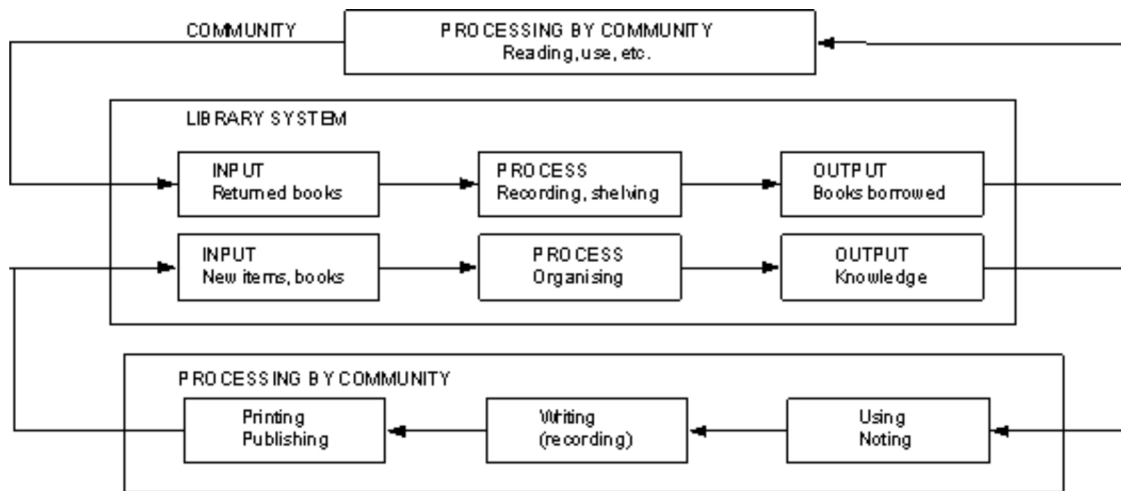 COMMUNITY
PROCESSING BY COMMUNITY
Reading, use, etc.
LIBRARY SYSTEM
INPUT
Returned books
PROCESS
Recording, shelving
OUTPUT
Books borrowed
INPUT
New items, books
PROCESS
Organising
OUTPUT
Knowledge
PROCESSING BY COMMUNITY
Printing
Publishing
Writing
(recording)
Using
Noting